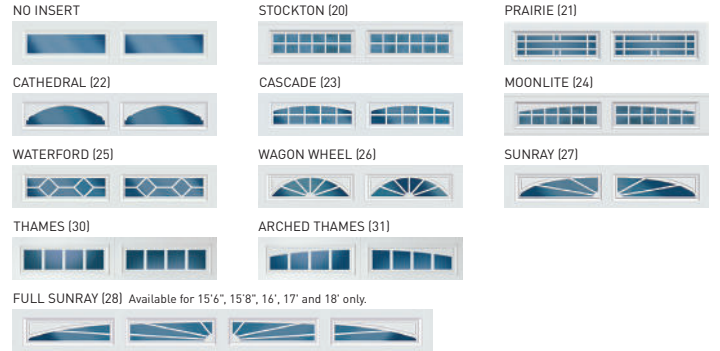 NO INSERT
STOCKTON (20)
PRAIRIE (21)
CATHEDRAL (22)
CASCADE (23)
MOONLITE (24)
WATERFORD (25)
WAGON WHEEL (26)
SUNRAY (27)
THAMES (30)
ARCHED THAMES (31)
FULL SUNRAY (28) Available for 15'6", 15'8", 16', 17' and 18' only.